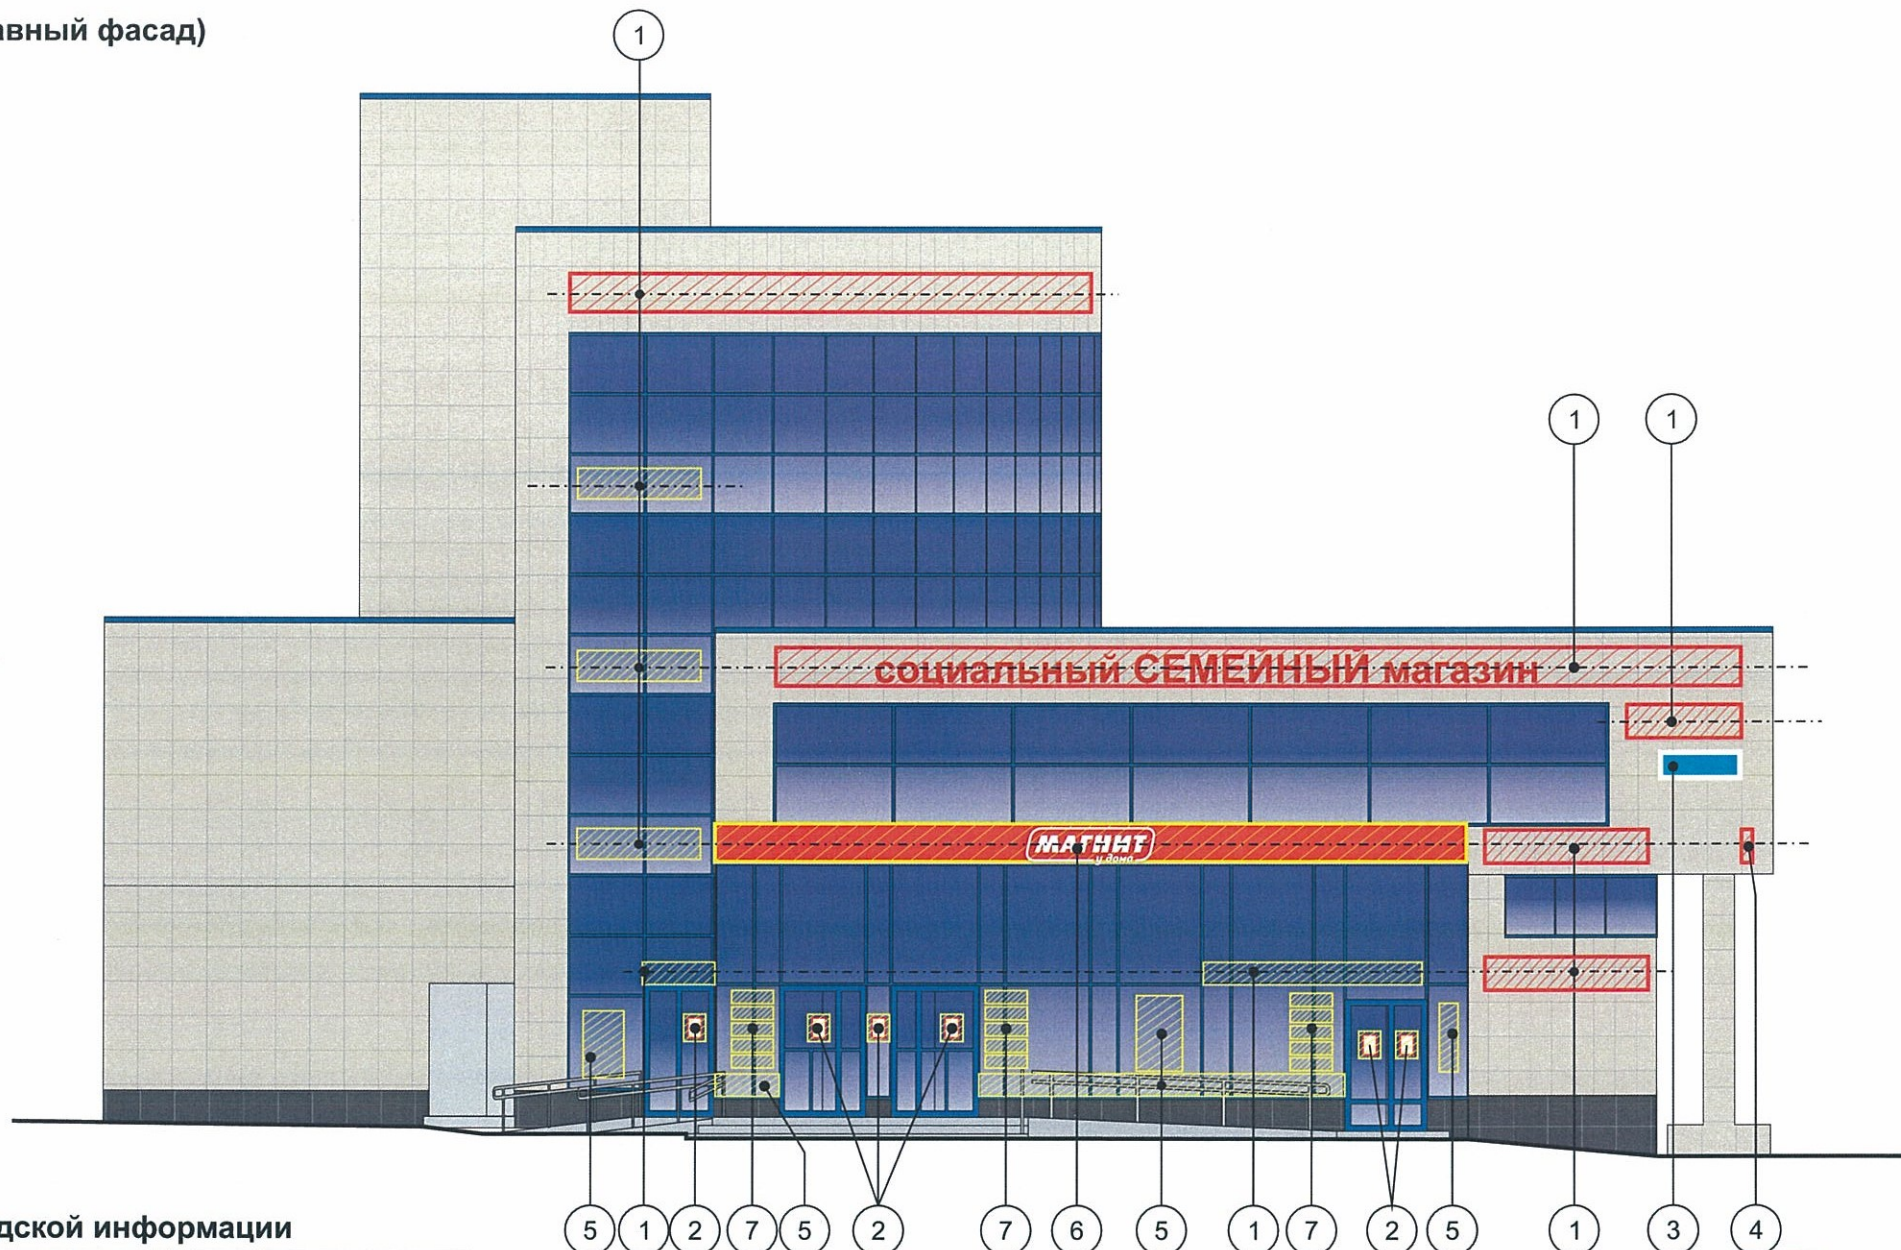 авный фасад)
1
1 1
социальный СЕМЕЙНЫЙ магазин
МАГНИТ
у дома
5 1 2 7 5 2 7 6 5 1 7 2 5 1 3 4
дской информации